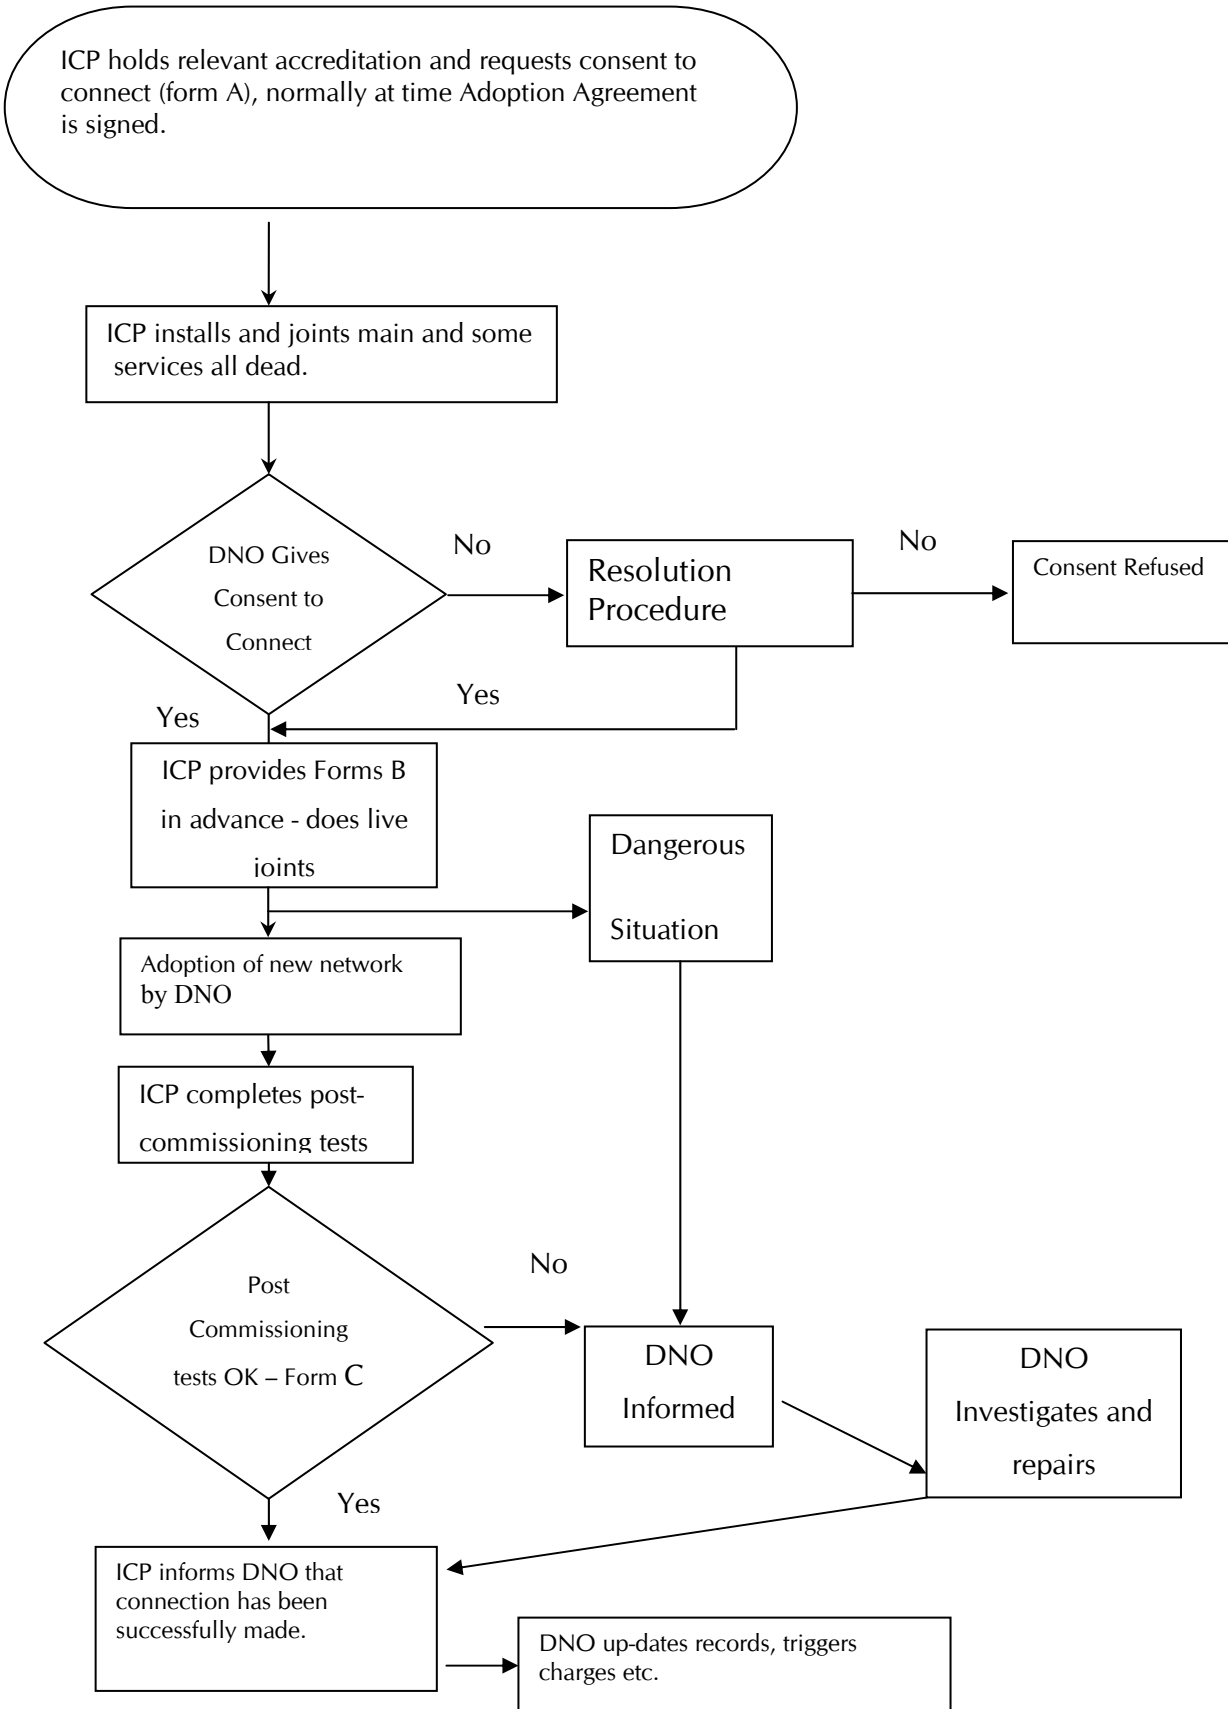 ICP holds relevant accreditation and requests consent to
connect (form A), normally at time Adoption Agreement
is signed.
ICP installs and joints main and some
services all dead.
DNO Gives
Consent to
Connect
No
Resolution
Procedure
No
Consent Refused
Yes
Yes
ICP provides Forms B
in advance - does live
joints
Dangerous
Situation
Adoption of new network
by DNO
ICP completes post-
commissioning tests
Post
Commissioning
tests OK – Form C
No
DNO
Informed
DNO
Investigates and
repairs
Yes
ICP informs DNO that
connection has been
successfully made.
DNO up-dates records, triggers
charges etc.